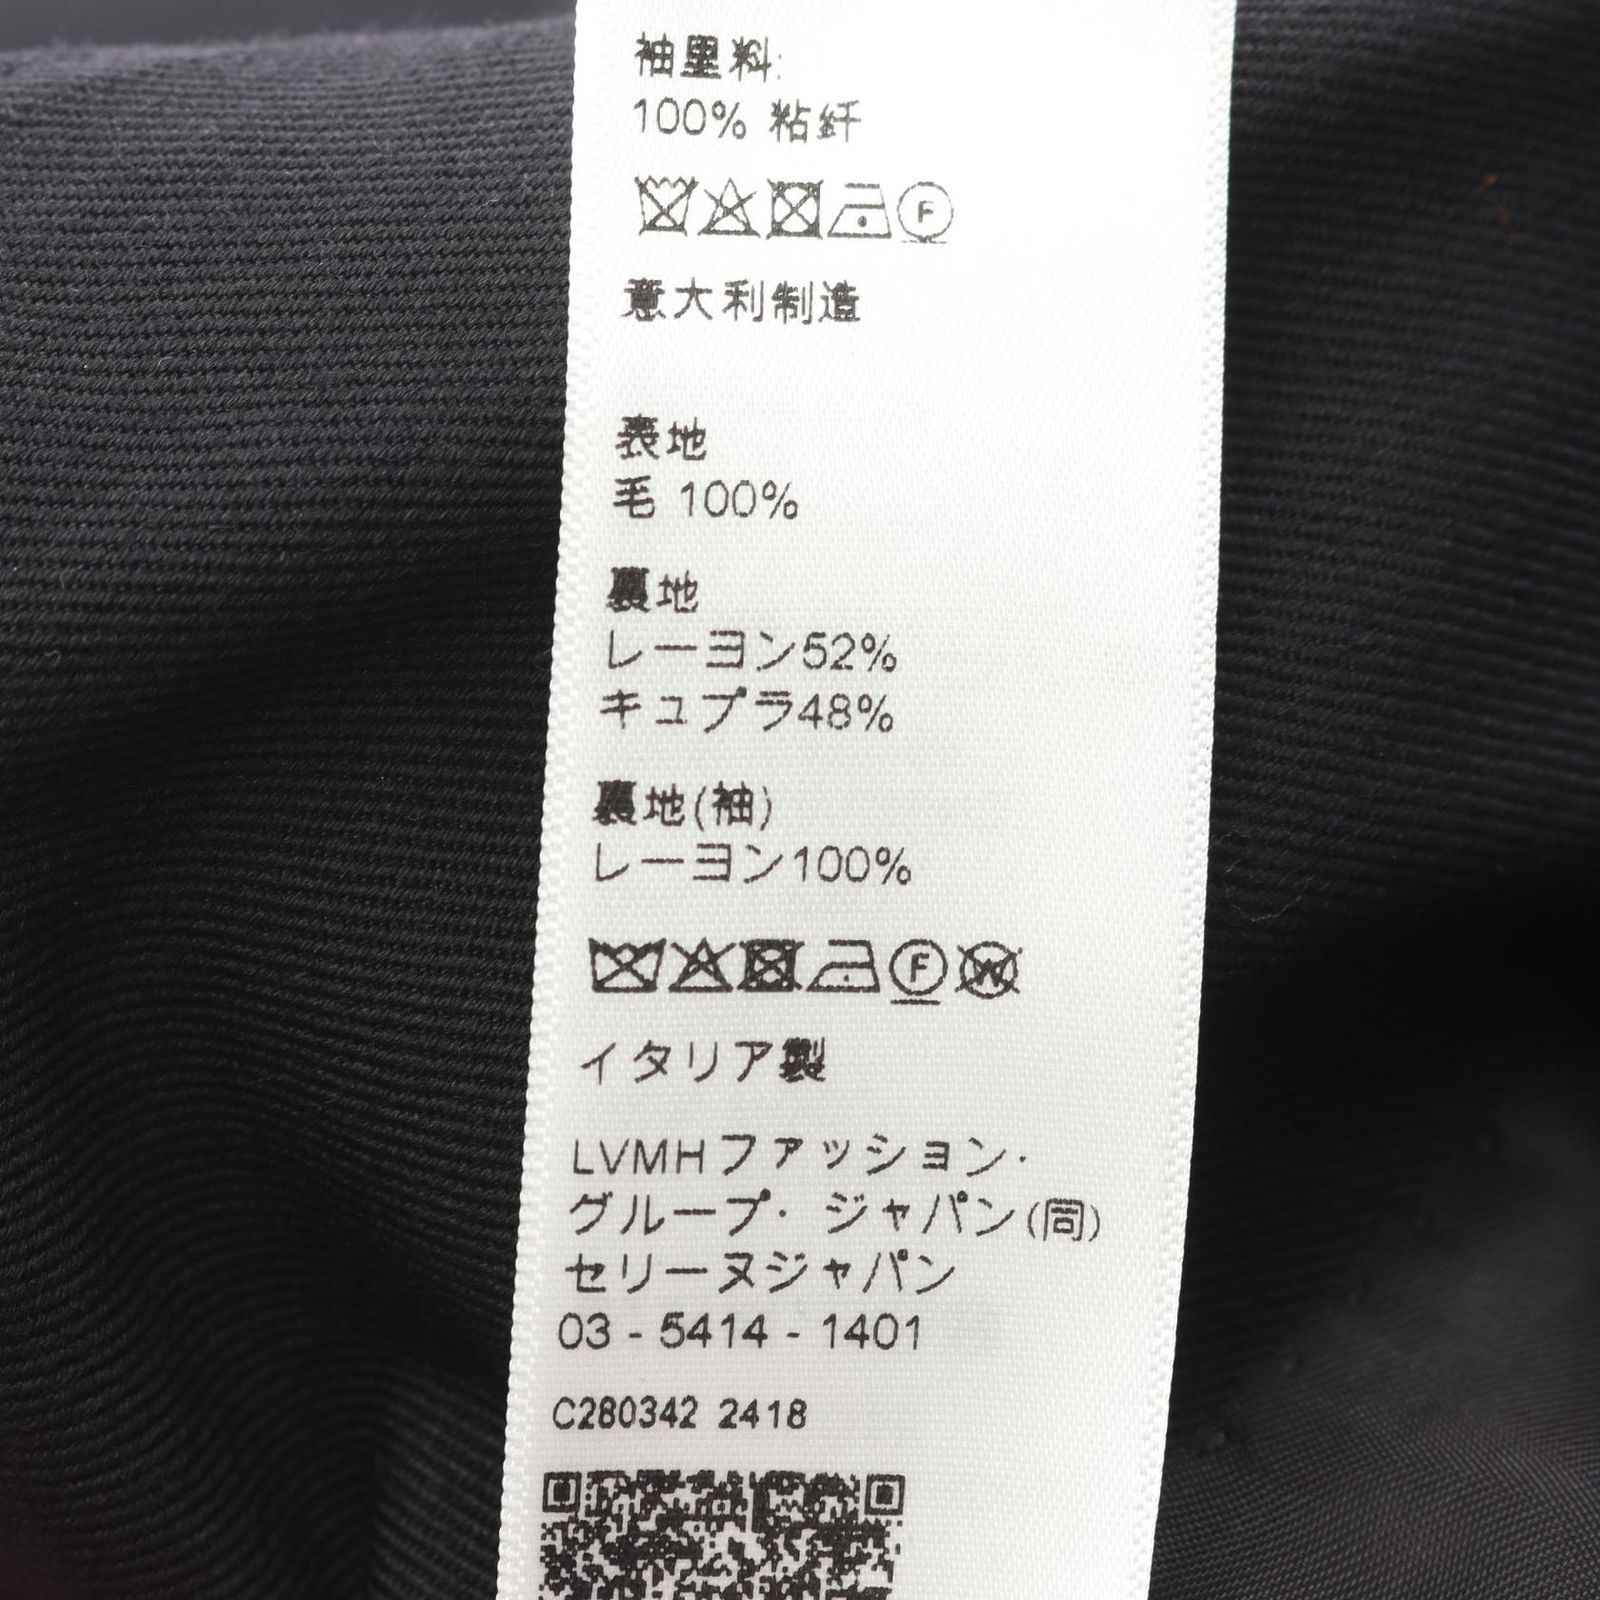 袖里料:
100% 粘纤
F
意大利制造
表地
毛 100%
裏地
レーヨン52%
キュプラ48%
裏地(袖)
レーヨン100%
F W
イタリア製
LVMHファッション·
グループ· ジャパン(同)
セリーヌジャパン
03 - 5414 - 1401
C280342 2418